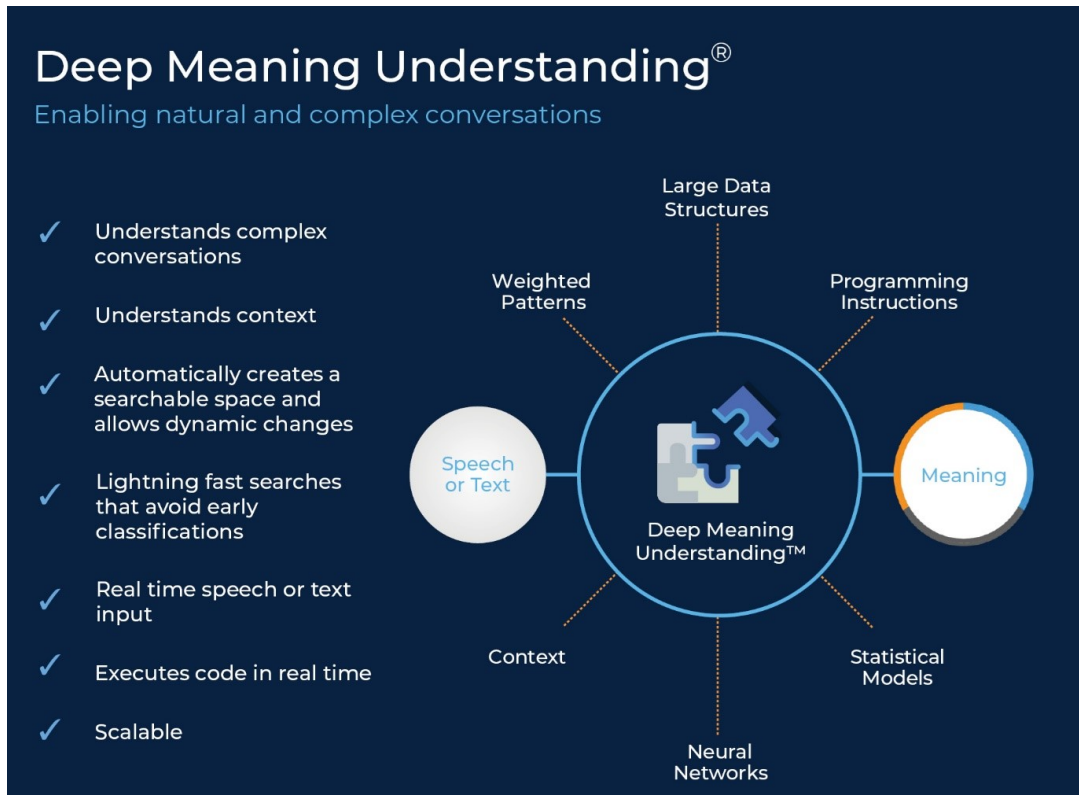 Deep Meaning Understanding®
Enabling natural and complex conversations
✓ Understands complex
conversations
✓ Understands context
✓ Automatically creates a
searchable space and
allows dynamic changes
✓ Lightning fast searches
that avoid early
classifications
✓ Real time speech or text
input
✓ Executes code in real time
✓ Scalable
Large Data
Structures
Weighted
Patterns
Programming
Instructions
Speech
or Text
Deep Meaning
Understanding™
Meaning
Context
Statistical
Models
Neural
Networks